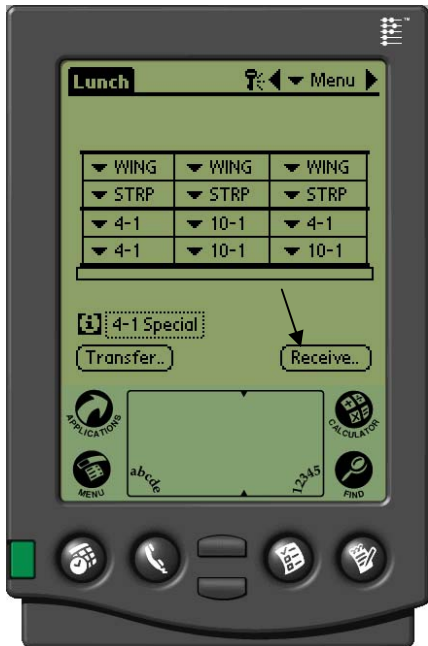 Lunch Menu
WING WING WING
STRP STRP STRP
4-1 10-1 4-1
4-1 10-1 10-1
i 4-1 Special
Transfer.. Receive..
APPLICATIONS CALCULATOR
abcde 12345
MENU FIND